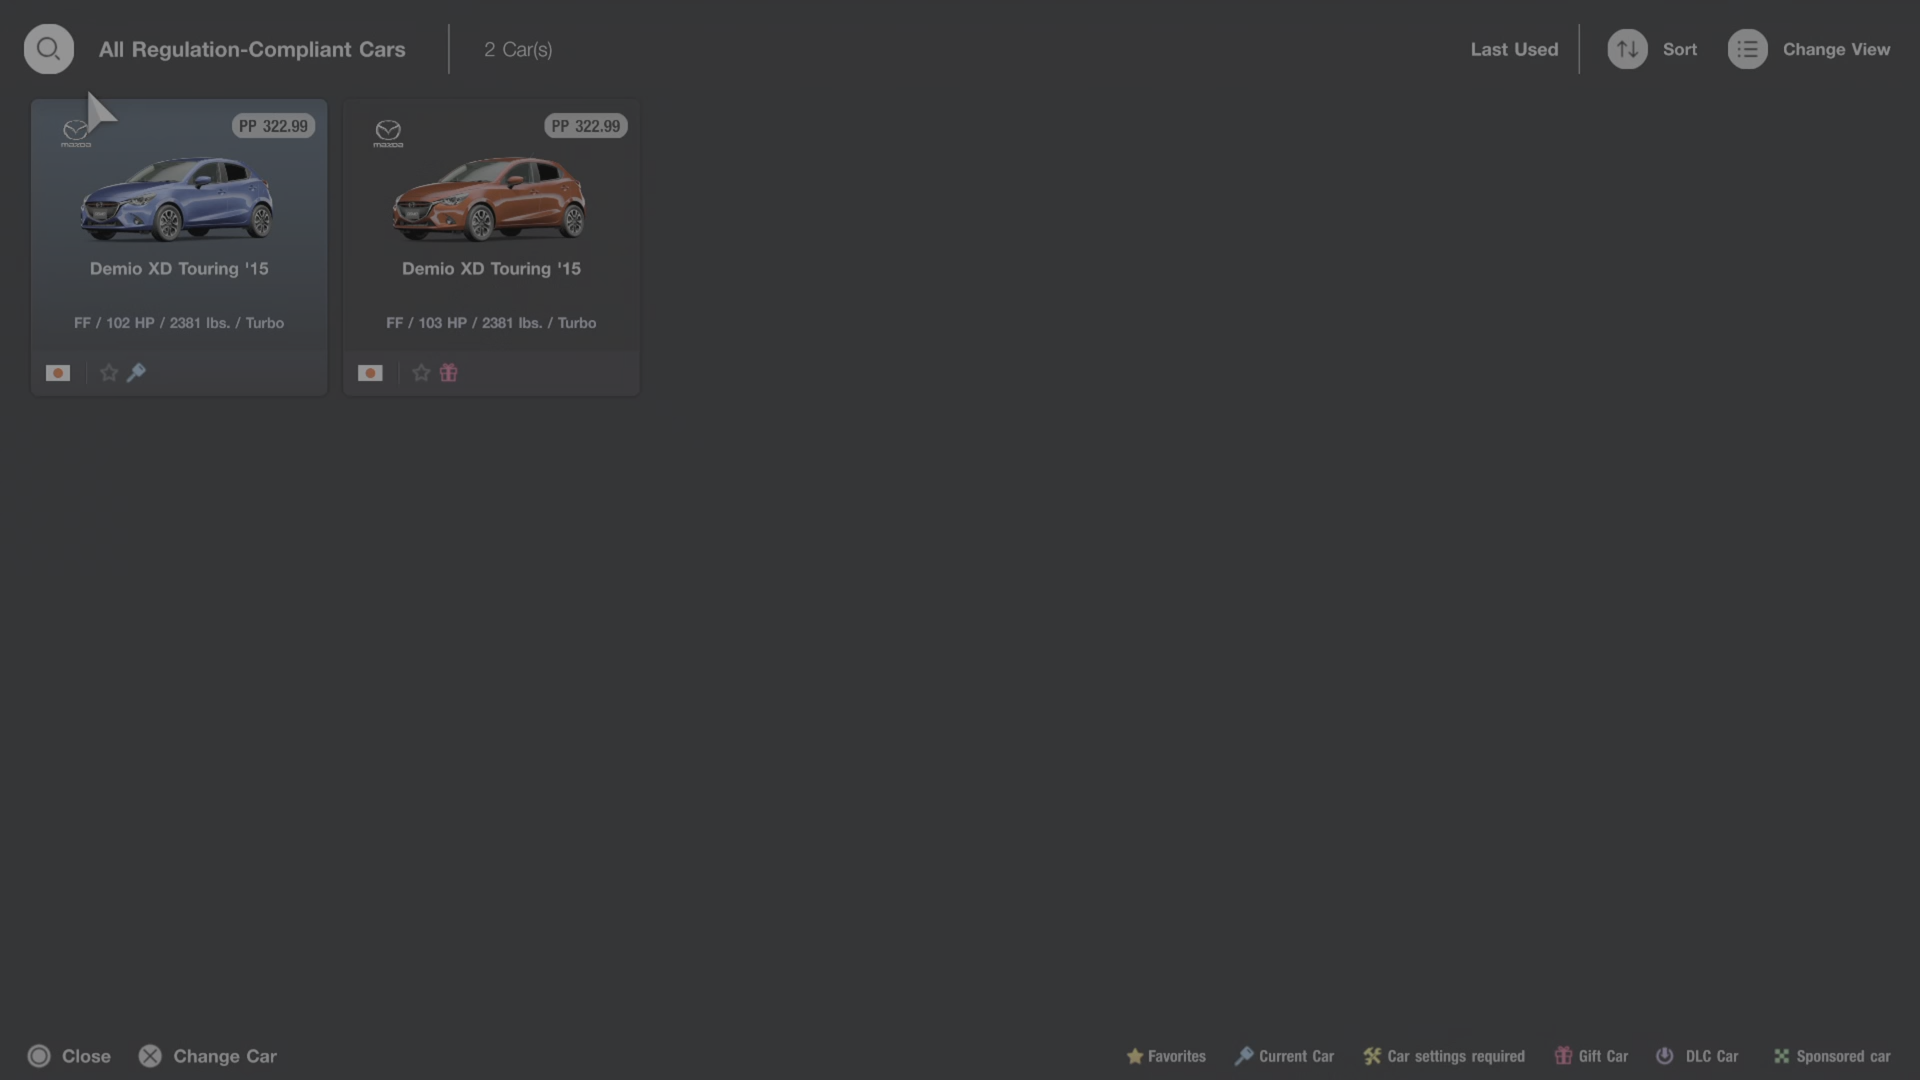 All Regulation-Compliant Cars
2 Car(s)
Last Used
Sort
Change View
mazda
PP 322.99
Demio XD Touring '15
FF / 102 HP / 2381 lbs. / Turbo
mazda
PP 322.99
Demio XD Touring '15
FF / 103 HP / 2381 lbs. / Turbo
Close
Change Car
Favorites
Current Car
Car settings required
Gift Car
DLC Car
Sponsored car